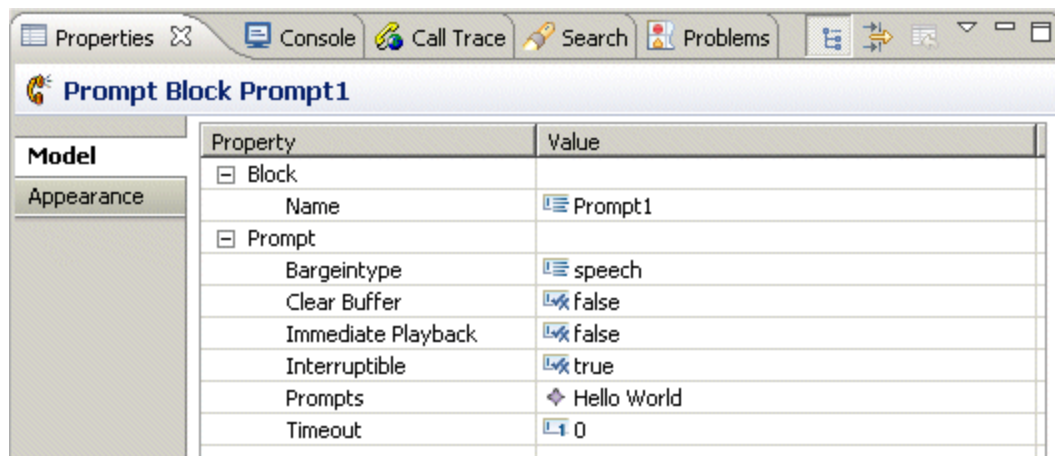 Properties Console Call Trace Search Problems
Prompt Block Prompt1
Model
Appearance
Property Value
Block
Name Prompt1
Prompt
Bargeintype speech
Clear Buffer false
Immediate Playback false
Interruptible true
Prompts Hello World
Timeout 0